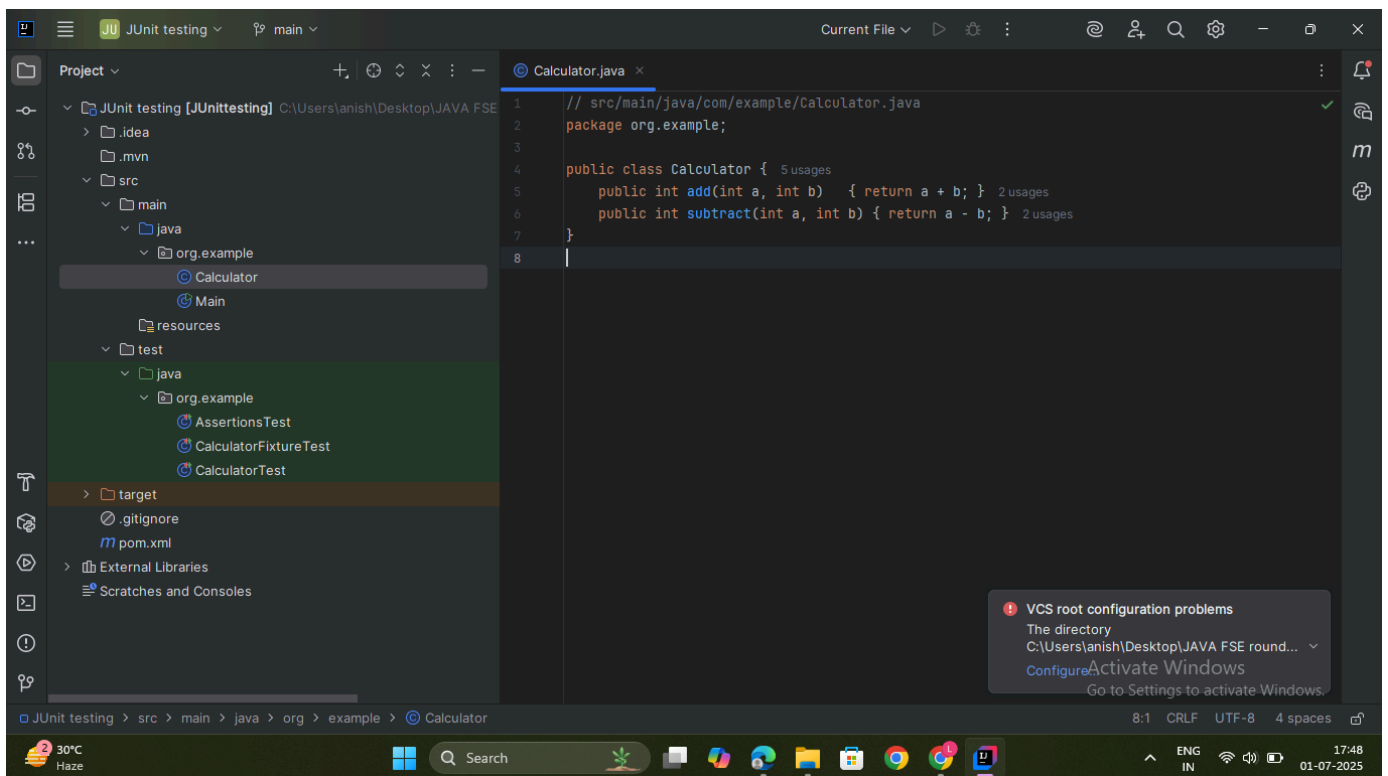 JU JUnit testing main Current File
Project
Calculator.java
JUnit testing [JUnittesting] C:\Users\anish\Desktop\JAVA FSE
.idea
.mvn
src
main
java
org.example
Calculator
Main
resources
test
java
org.example
AssertionsTest
CalculatorFixtureTest
CalculatorTest
target
.gitignore
m pom.xml
External Libraries
Scratches and Consoles
1 // src/main/java/com/example/Calculator.java
2 package org.example;
3
4 public class Calculator { 5 usages
5 public int add(int a, int b) { return a + b; } 2 usages
6 public int subtract(int a, int b) { return a - b; } 2 usages
7 }
8
m
VCS root configuration problems
The directory
C:\Users\anish\Desktop\JAVA FSE round...
Configure...
Activate Windows
Go to Settings to activate Windows.
JUnit testing > src > main > java > org > example > Calculator
8:1 CRLF UTF-8 4 spaces
2
30°C
Haze
Search
ENG
IN
17:48
01-07-2025